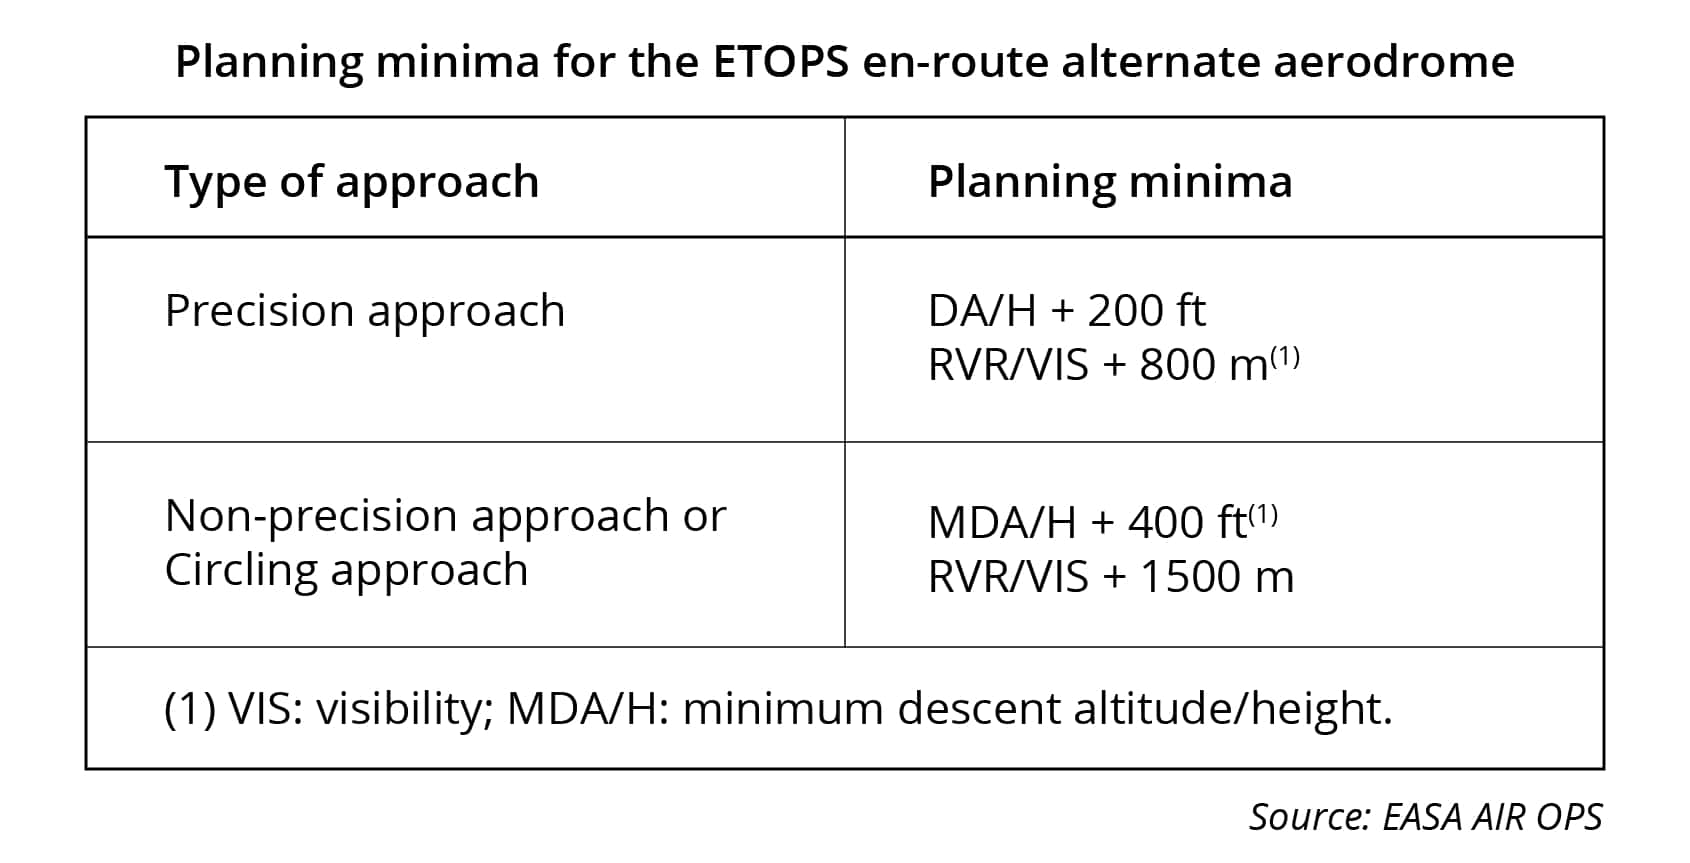 Planning minima for the ETOPS en-route alternate aerodrome
Type of approach
Planning minima
Precision approach
DA/H + 200 ft
RVR/VIS + 800 m(1)
Non-precision approach or
Circling approach
MDA/H + 400 ft(1)
RVR/VIS + 1500 m
(1) VIS: visibility; MDA/H: minimum descent altitude/height.
Source: EASA AIR OPS